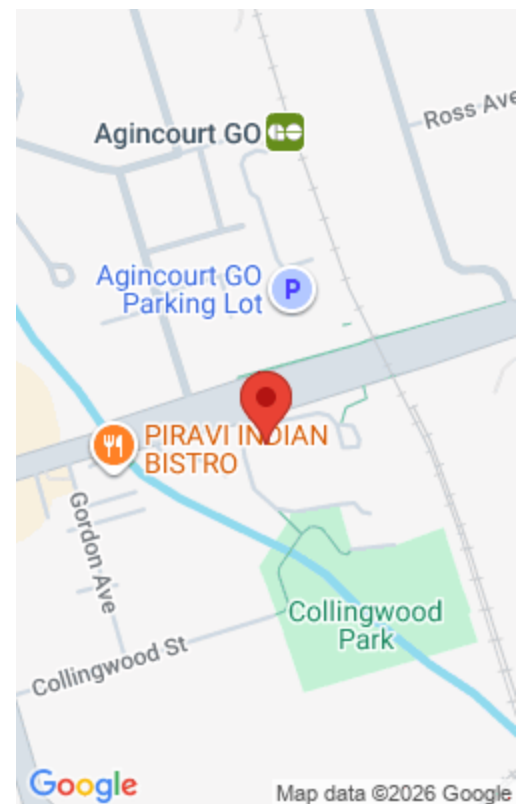 Ross Ave
Agincourt GO
Agincourt GO
Parking Lot
P
PIRAVI INDIAN
BISTRO
Gordon Ave
Collingwood
Park
Collingwood St
Google
Map data ©2026 Google